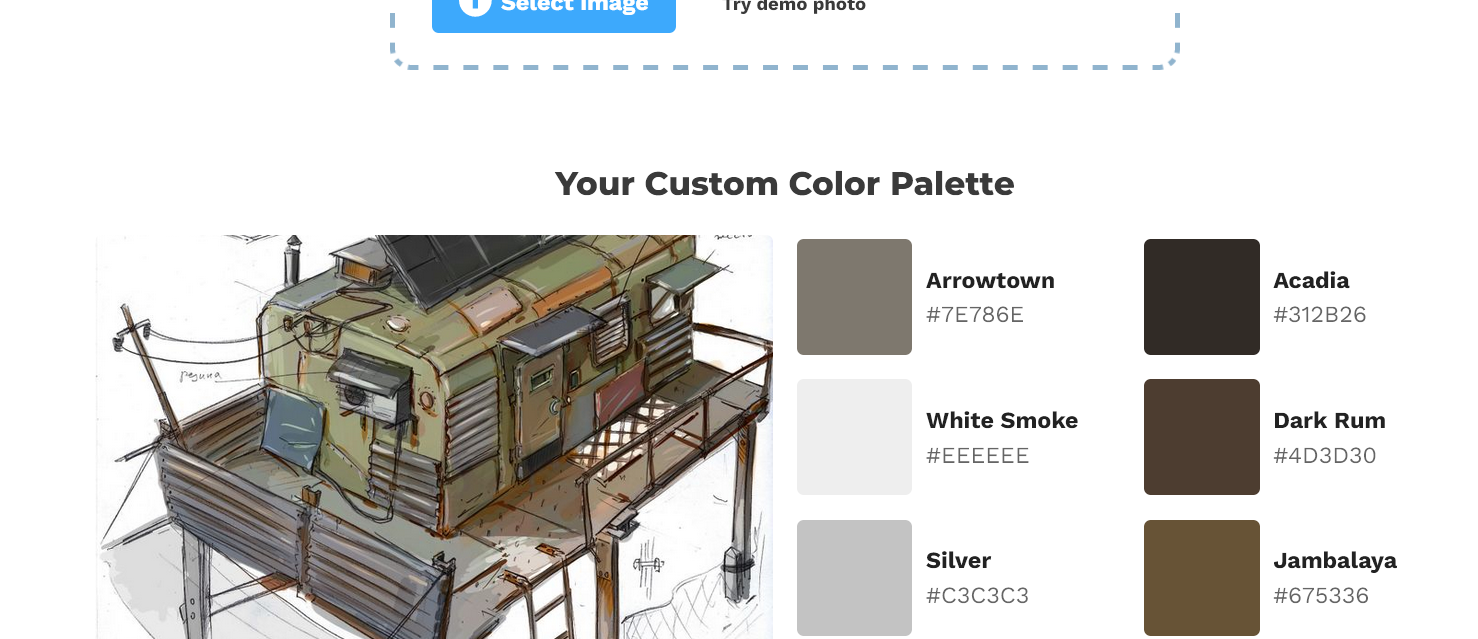 Select Image
Try demo photo
Your Custom Color Palette
Arrowtown
#7E786E
Acadia
#312B26
White Smoke
#EEEEEE
Dark Rum
#4D3D30
Silver
#C3C3C3
Jambalaya
#675336